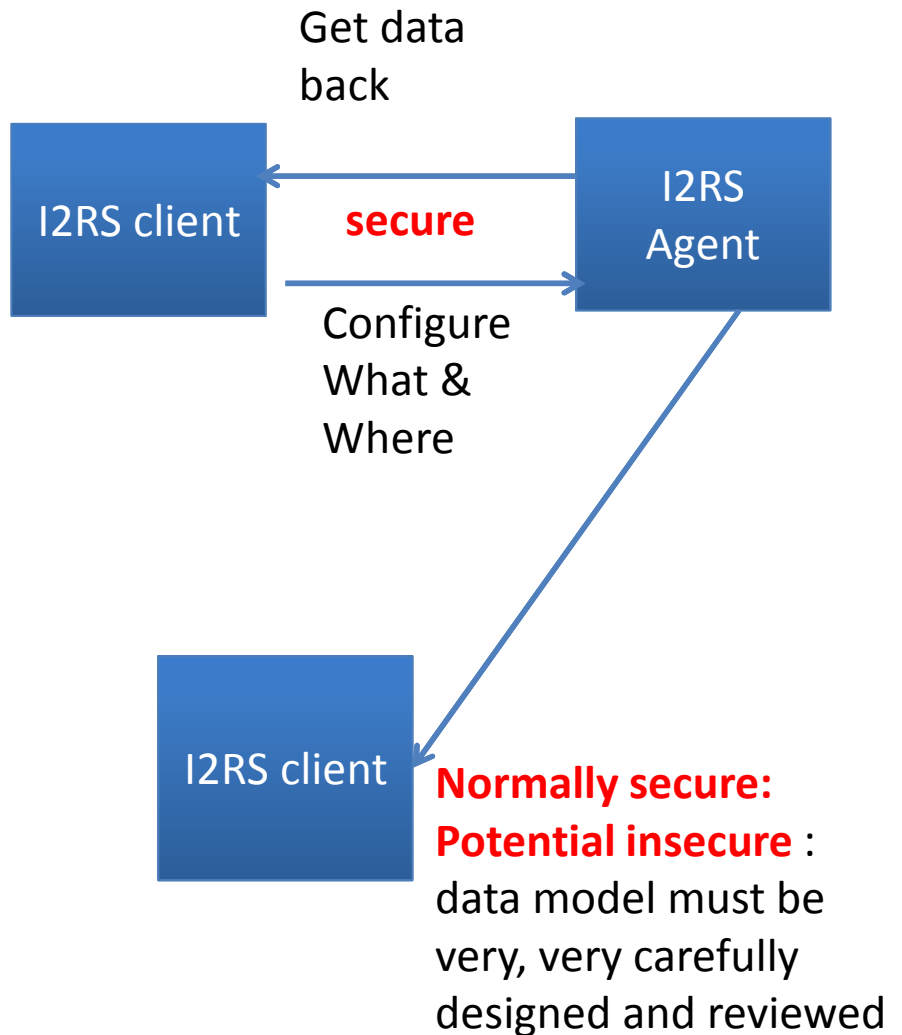 Get data
back
I2RS client
secure
I2RS
Agent
Configure
What &
Where
I2RS client
Normally secure:
Potential insecure :
data model must be
very, very carefully
designed and reviewed